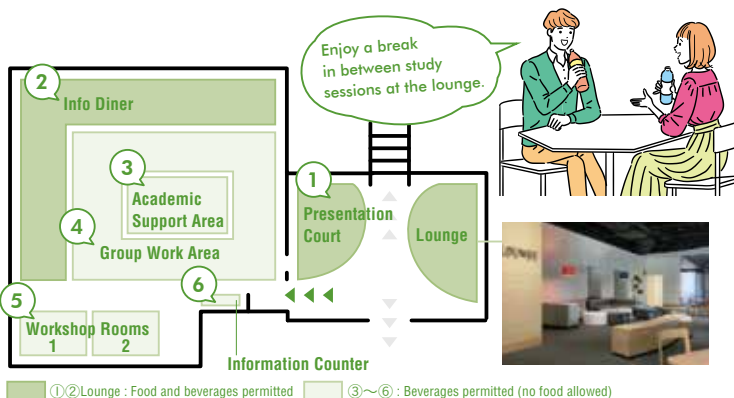 Enjoy a break
in between study
sessions at the lounge.
2
Info Diner
3
Academic
Support Area
4
Group Work Area
1
Presentation
Court
Lounge
LOUNGE
5
Workshop Rooms
1
2
6
Information Counter
①②Lounge : Food and beverages permitted
③〜⑥ : Beverages permitted (no food allowed)